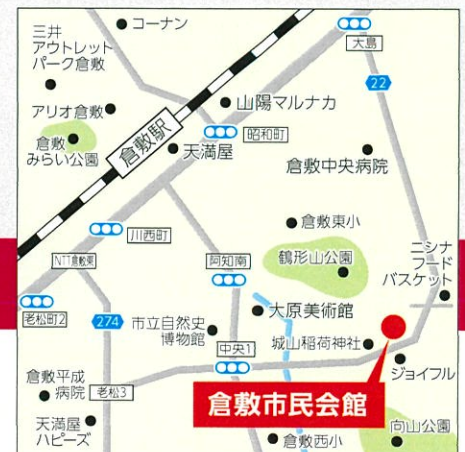 コーナン
三井
アウトレット
パーク倉敷
大島
22
アリオ倉敷
山陽マルナカ
倉敷
みらい公園
倉敷駅
昭和町
天満屋
倉敷中央病院
倉敷東小
川西町
NTT倉敷東
阿知南
鶴形山公園
ニシナ
フード
バスケット
老松町2
274
市立自然史
博物館
大原美術館
中央1
城山稲荷神社
ジョイフル
倉敷平成
病院
老松3
倉敷市民会館
天満屋
ハピーズ
倉敷西小
向山公園